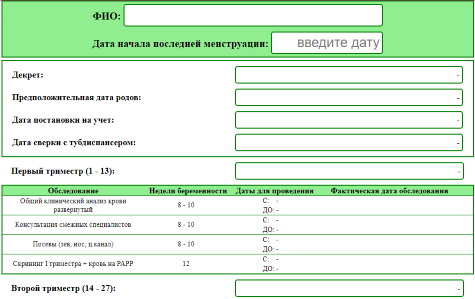 ФИО:
Дата начала последней менструации: введите дату
Декрет: -
Предположительная дата родов: -
Дата постановки на учет: -
Дата сверки с тубдиспансером: -
Первый триместр (1 - 13): -
Обследование Недели беременности Даты для проведения Фактическая дата обследования
Общий клинический анализ крови
развернутый
8 - 10
С: -
ДО: -
Консультация смежных специалистов
8 - 10
С: -
ДО: -
Посевы (зев, нос, ц.канал)
8 - 10
С: -
ДО: -
Скрининг I триместра + кровь на PAPP
12
С: -
ДО: -
Второй триместр (14 - 27): -